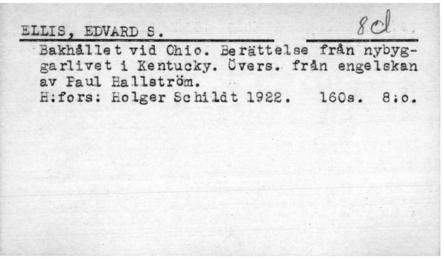 ELLIS, EDVARD S. 8cl
Bakhållet vid Ohio. Berättelse från nybyg-
garlivet i Kentucky. Övers. från engelskan
av Paul Hallström.
H:fors: Holger Schildt 1922. 160s. 8:o.